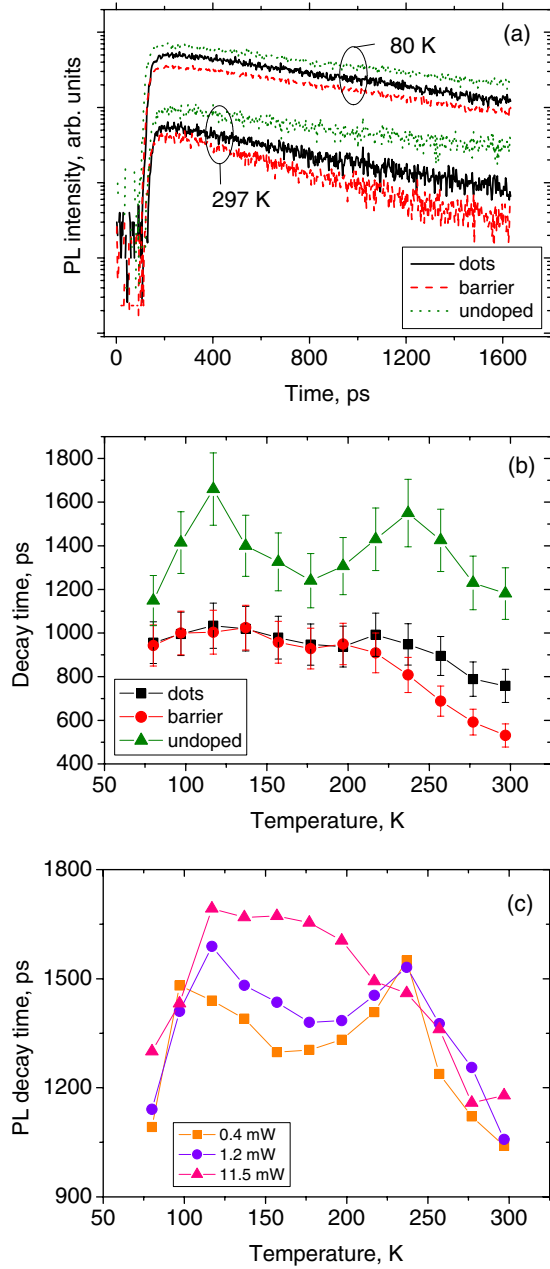 (a)
80 K
297 K
PL intensity, arb. units
dots
barrier
undoped
0 400 800 1200 1600
Time, ps
(b)
1800
1600
1400
1200
1000
800
600
400
Decay time, ps
dots
barrier
undoped
50 100 150 200 250 300
Temperature, K
(c)
1800
1500
1200
900
PL decay time, ps
0.4 mW
1.2 mW
11.5 mW
50 100 150 200 250 300
Temperature, K